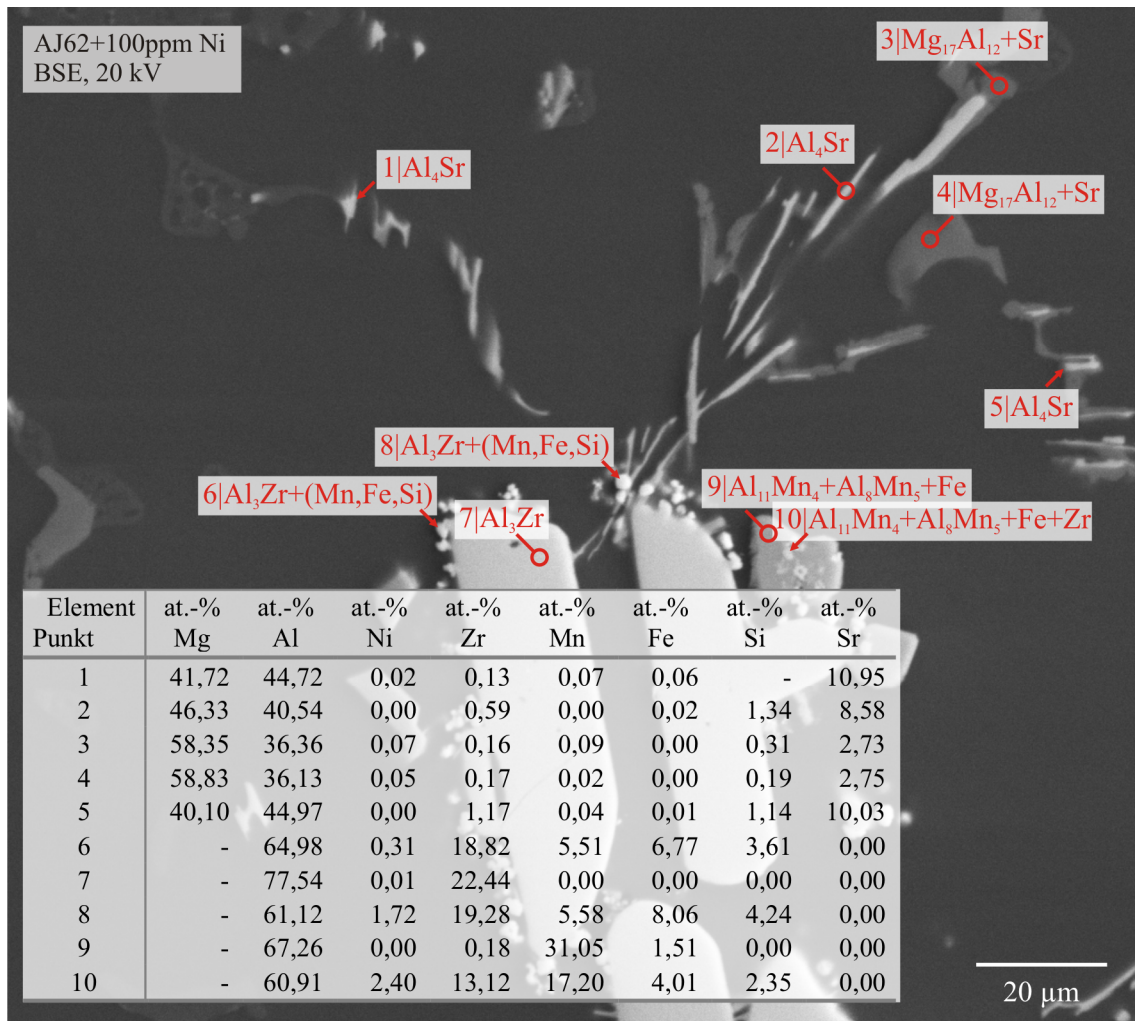 AJ62+100ppm Ni
BSE, 20 kV
3|Mg₁₇Al₁₂+Sr
2|Al₄Sr
1|Al₄Sr
4|Mg₁₇Al₁₂+Sr
5|Al₄Sr
8|Al₃Zr+(Mn,Fe,Si)
6|Al₃Zr+(Mn,Fe,Si)
7|Al₃Zr
9|Al₁₁Mn₄+Al₈Mn₅+Fe
10|Al₁₁Mn₄+Al₈Mn₅+Fe+Zr
Element at.-% at.-% at.-% at.-% at.-% at.-% at.-% at.-%
Punkt Mg Al Ni Zr Mn Fe Si Sr
1 41,72 44,72 0,02 0,13 0,07 0,06 - 10,95
2 46,33 40,54 0,00 0,59 0,00 0,02 1,34 8,58
3 58,35 36,36 0,07 0,16 0,09 0,00 0,31 2,73
4 58,83 36,13 0,05 0,17 0,02 0,00 0,19 2,75
5 40,10 44,97 0,00 1,17 0,04 0,01 1,14 10,03
6 - 64,98 0,31 18,82 5,51 6,77 3,61 0,00
7 - 77,54 0,01 22,44 0,00 0,00 0,00 0,00
8 - 61,12 1,72 19,28 5,58 8,06 4,24 0,00
9 - 67,26 0,00 0,18 31,05 1,51 0,00 0,00
10 - 60,91 2,40 13,12 17,20 4,01 2,35 0,00
20 µm